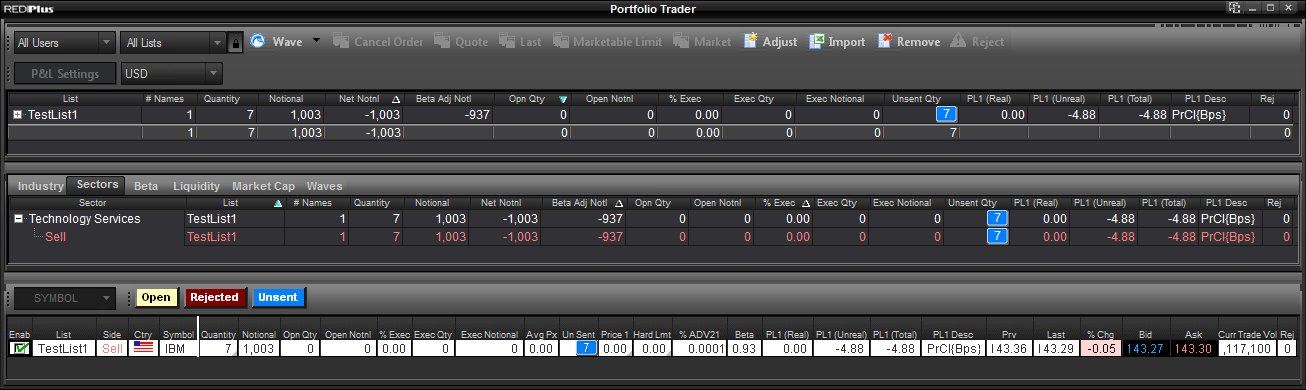 REDIPlus Portfolio Trader
All Users All Lists Wave Cancel Order Quote Last Marketable Limit Market Adjust Import Remove Reject
P&L Settings USD
List # Names Quantity Notional Net Notnl Beta Adj Notl Opn Qty Open Notnl % Exec Exec Qty Exec Notional Unsent Qty PL1 (Real) PL1 (Unreal) PL1 (Total) PL1 Desc Rej
TestList1 1 7 1,003 -1,003 -937 0 0 0.00 0 0 7 0.00 -4.88 -4.88 PrCl{Bps} 0
1 7 1,003 -1,003 0 0 0.00 0 0 7 0
Industry Sectors Beta Liquidity Market Cap Waves
Sector List # Names Quantity Notional Net Notnl Beta Adj Notl Opn Qty Open Notnl % Exec Exec Qty Exec Notional Unsent Qty PL1 (Real) PL1 (Unreal) PL1 (Total) PL1 Desc Rej
Technology Services TestList1 1 7 1,003 -1,003 -937 0 0 0.00 0 0 7 0.00 -4.88 -4.88 PrCl{Bps} 0
Sell TestList1 1 7 1,003 -1,003 -937 0 0 0.00 0 0 7 0.00 -4.88 -4.88 PrCl{Bps} 0
SYMBOL Open Rejected Unsent
Enab List Side Ctry Symbol Quantity Notional Opn Qty Open Notnl % Exec Exec Qty Exec Notional Avg Px Un Sent Price 1 Hard Lmt % ADV21 Beta PL1 (Real) PL1 (Unreal) PL1 (Total) PL1 Desc Prv Last % Chg Bid Ask Curr Trade Vol Rej
TestList1 Sell IBM 7 1,003 0 0 0.00 0 0 0.00 7 0.00 0.00 0.0001 0.93 0.00 -4.88 -4.88 PrCl{Bps} 143.36 143.29 -0.05 143.27 143.30 ,117,100 0